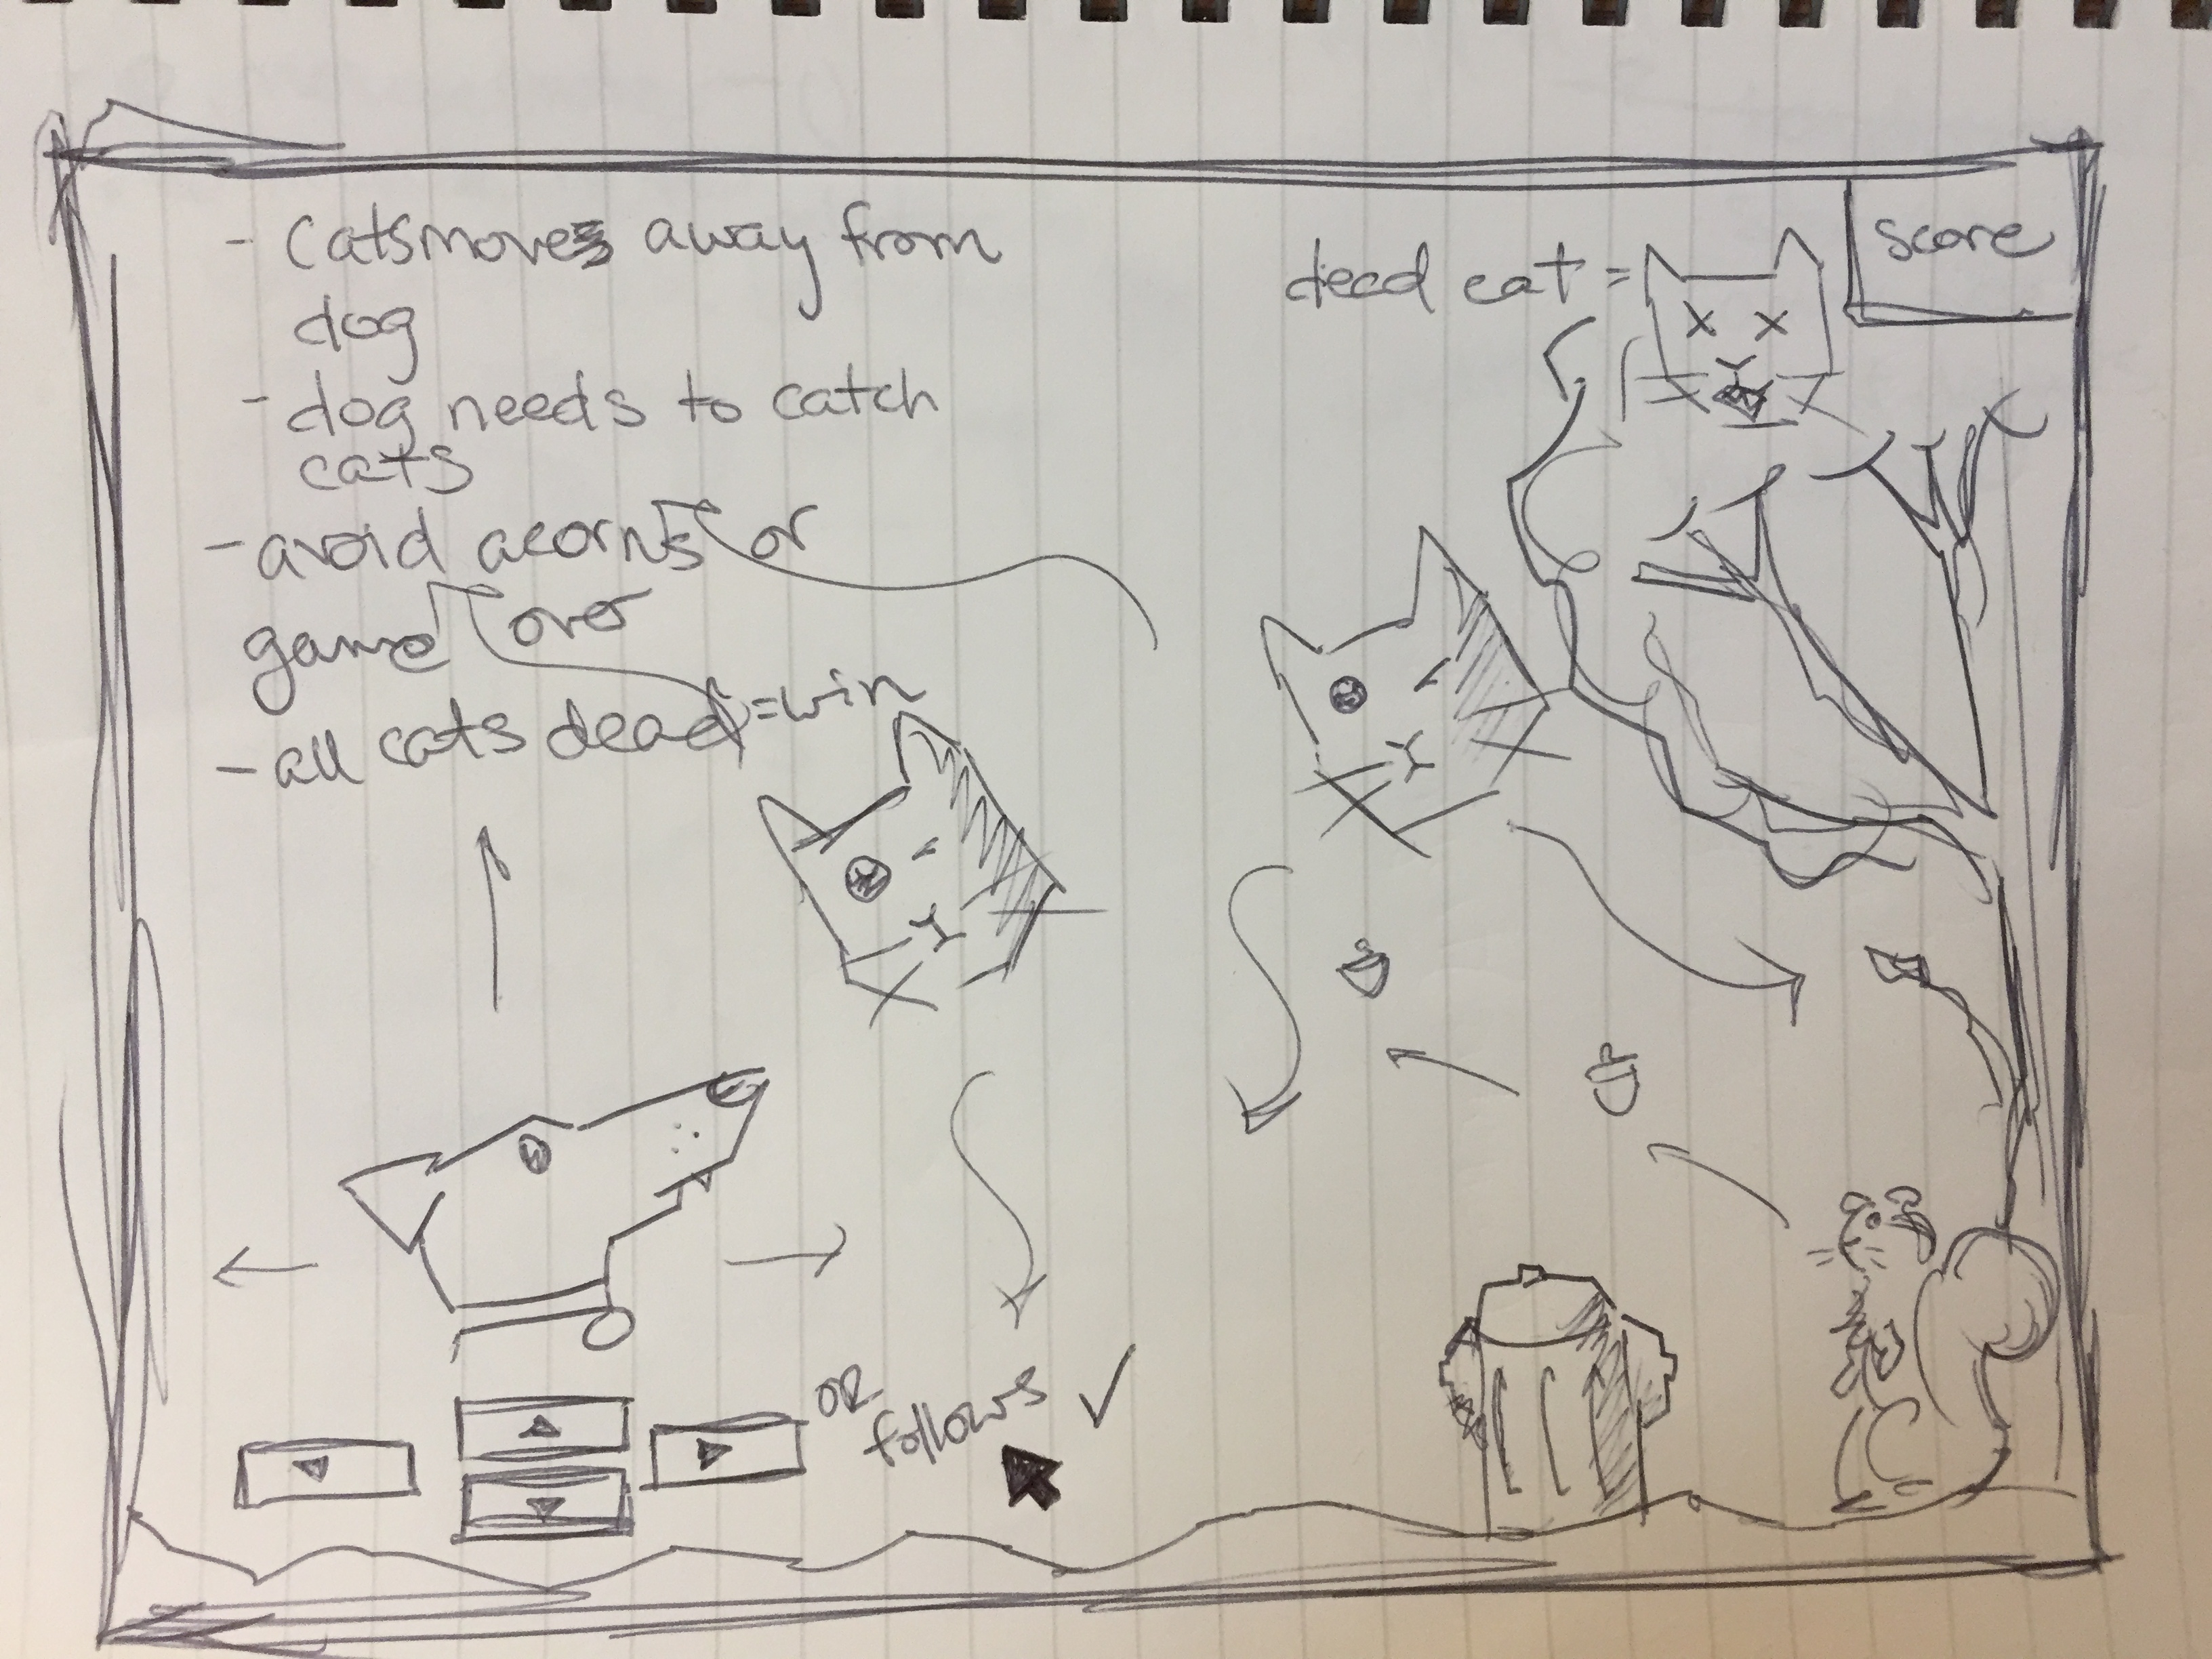 - Catsmoves away from
dog
- dog needs to catch
cats
- avoid acorns or
game over
- all cats dead = win
dead cat =
score
OR
follows